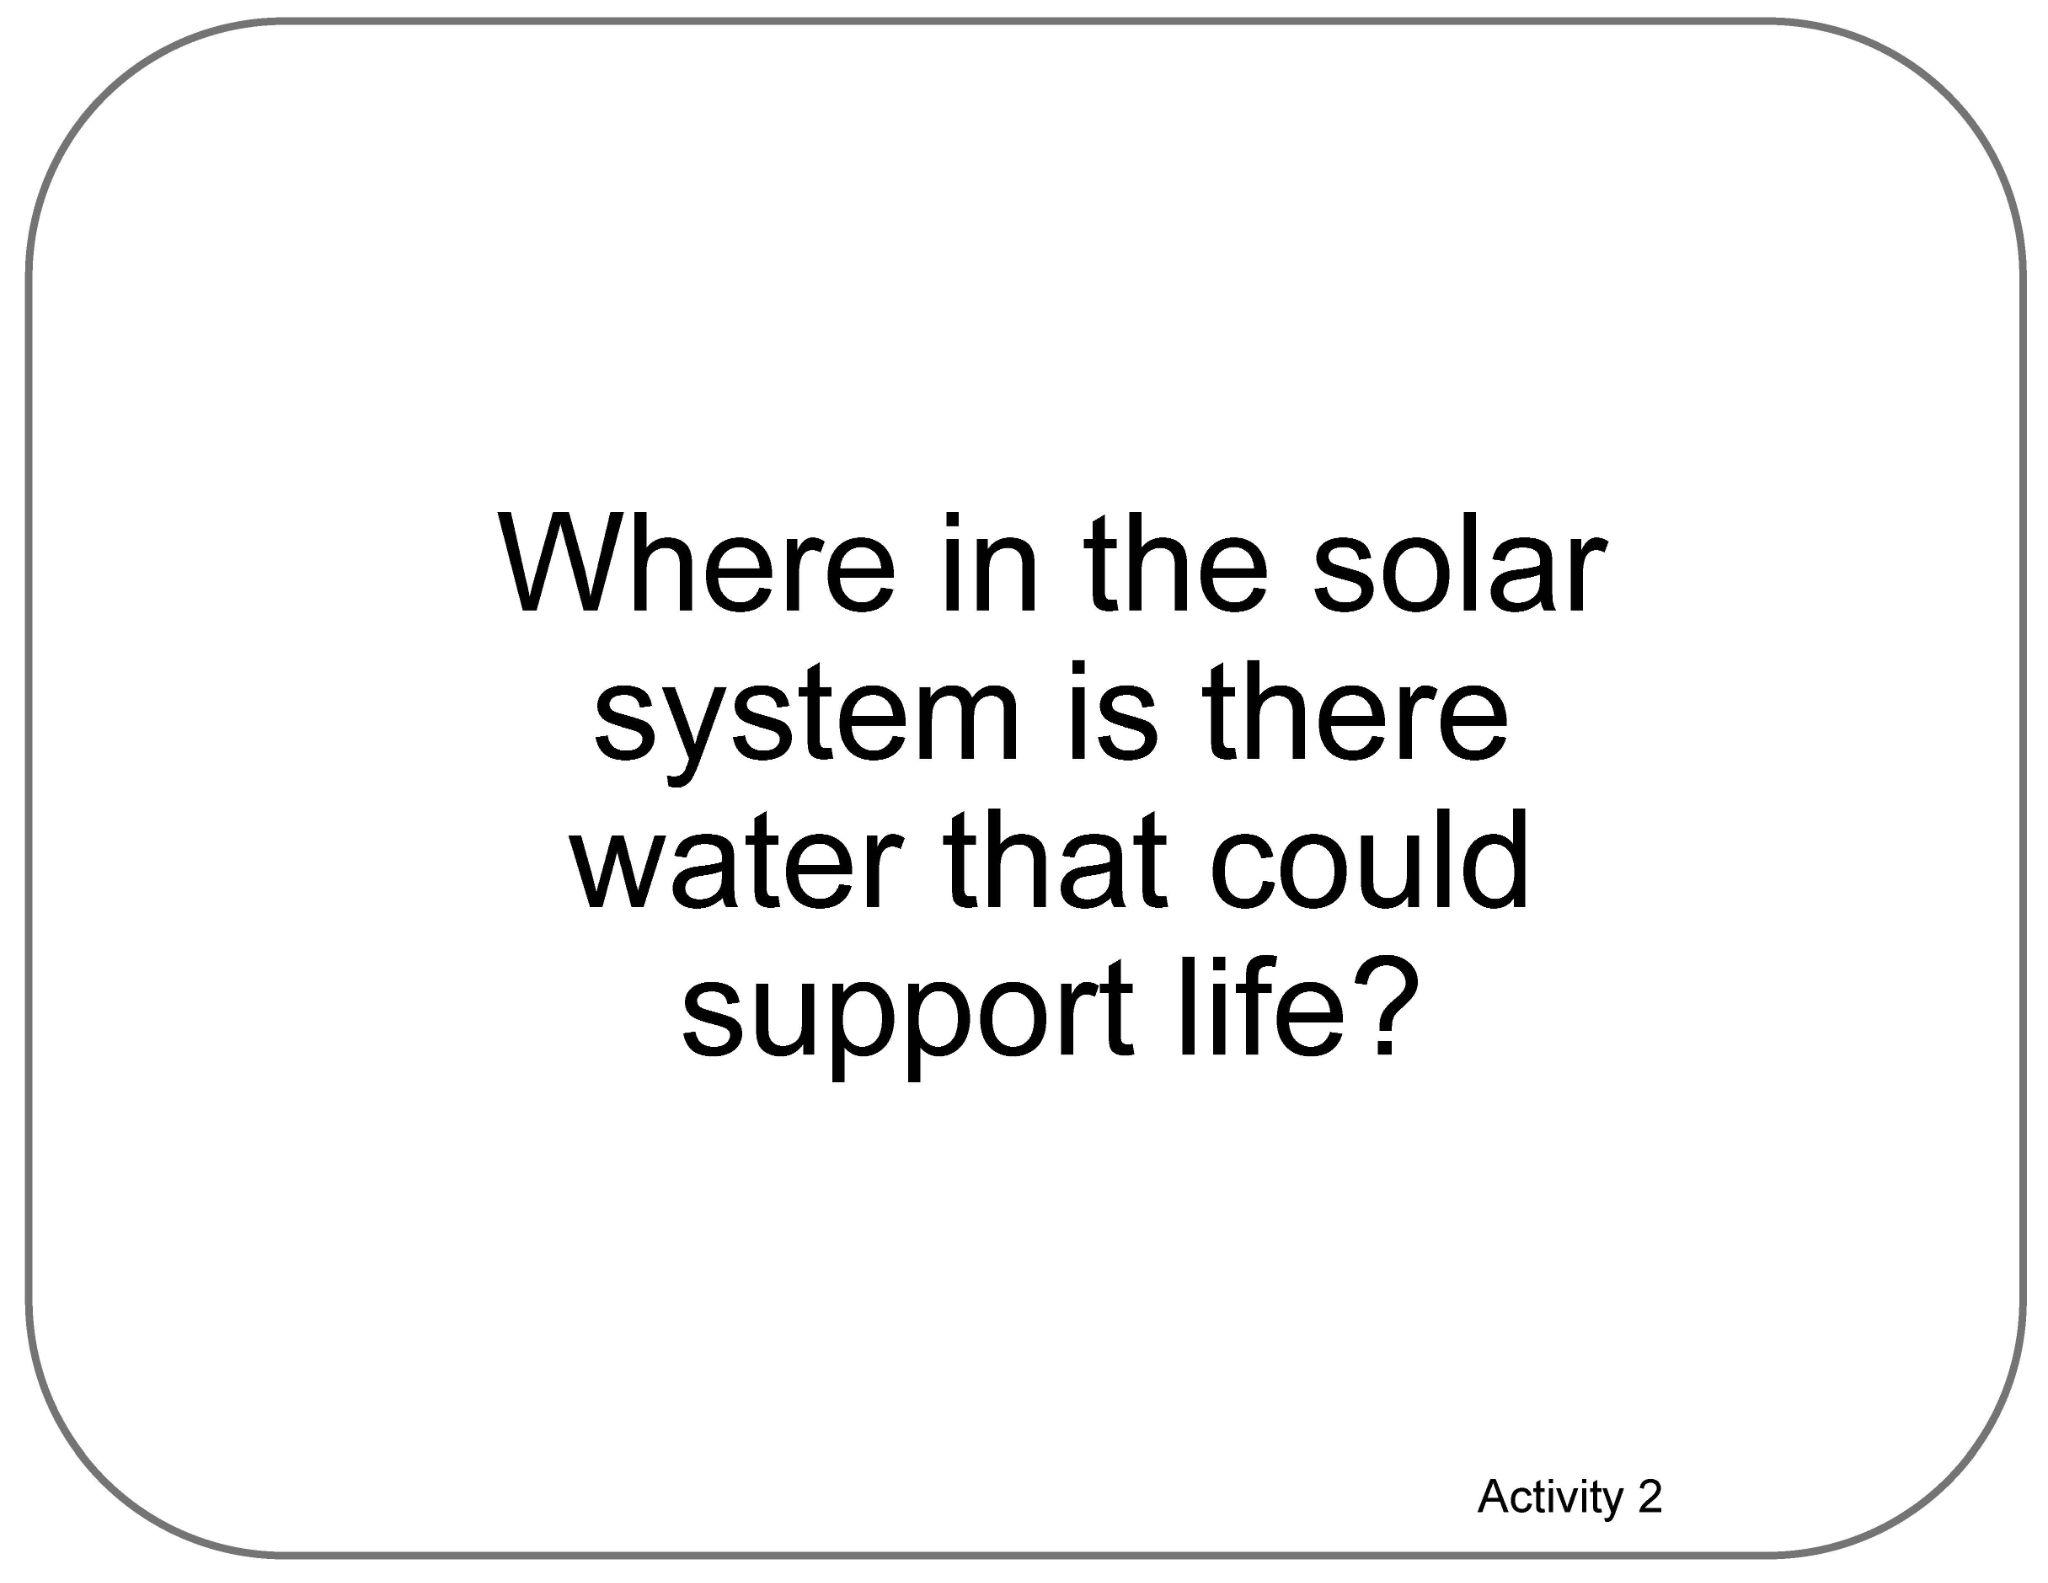 Where in the solar
system is there
water that could
support life?
Activity 2